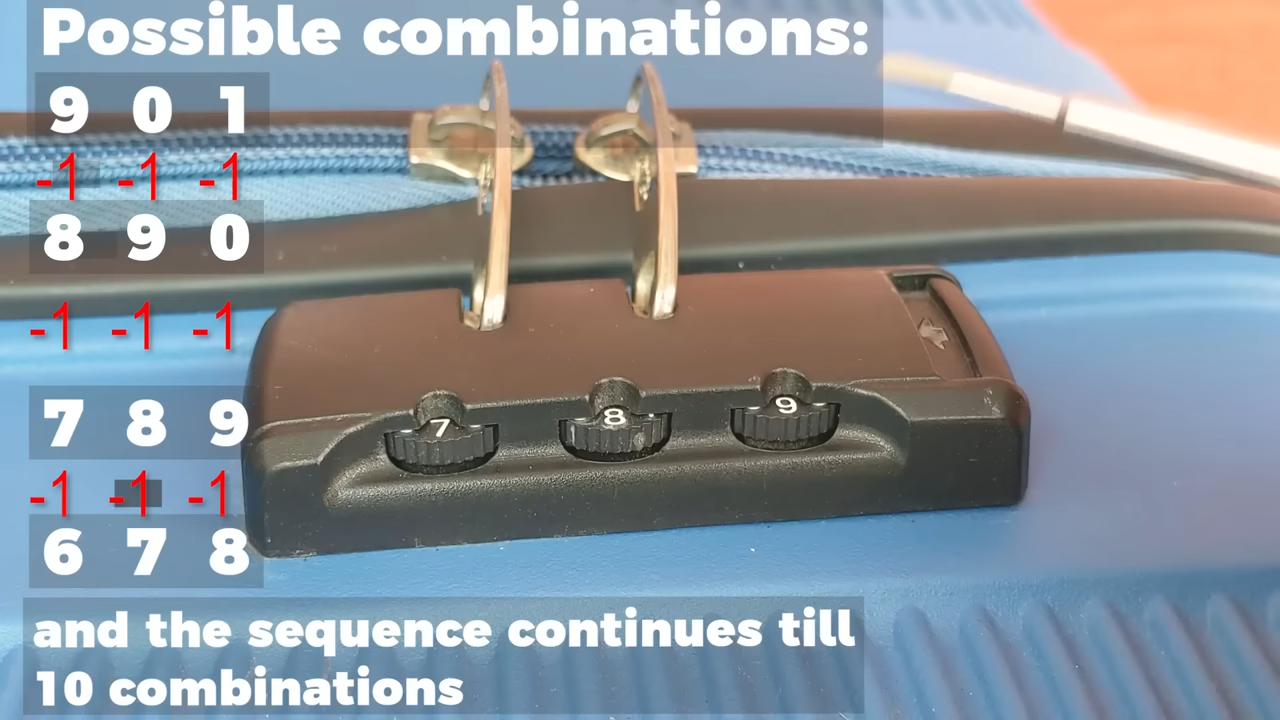 Possible combinations:
9 0 1
-1 -1 -1
8 9 0
-1 -1 -1
7 8 9
-1 -1 -1
6 7 8
7 8 9
and the sequence continues till
10 combinations